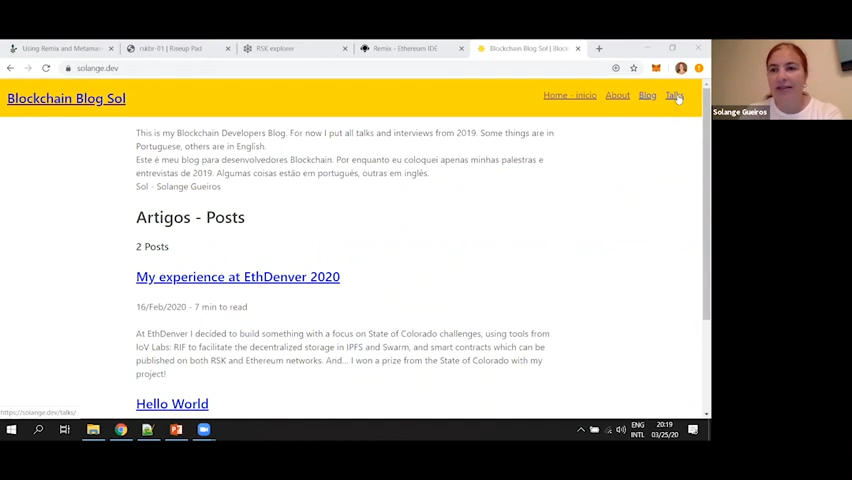 Using Remix and Metamas
rskbr-01 | Riseup Pad
RSK explorer
Remix - Ethereum IDE
Blockchain Blog Sol | Bloc
solange.dev
Blockchain Blog Sol
Home - inicio
About
Blog
Talks
Solange Gueiros
This is my Blockchain Developers Blog. For now I put all talks and interviews from 2019. Some things are in
Portuguese, others are in English.
Este é meu blog para desenvolvedores Blockchain. Por enquanto eu coloquei apenas minhas palestras e
entrevistas de 2019. Algumas coisas estão em português, outras em inglês.
Sol - Solange Gueiros
Artigos - Posts
2 Posts
My experience at EthDenver 2020
16/Feb/2020 - 7 min to read
At EthDenver I decided to build something with a focus on State of Colorado challenges, using tools from
IoV Labs: RIF to facilitate the decentralized storage in IPFS and Swarm, and smart contracts which can be
published on both RSK and Ethereum networks. And... I won a prize from the State of Colorado with my
project!
Hello World
https://solange.dev/talks/
ENG
INTL
20:19
03/25/20